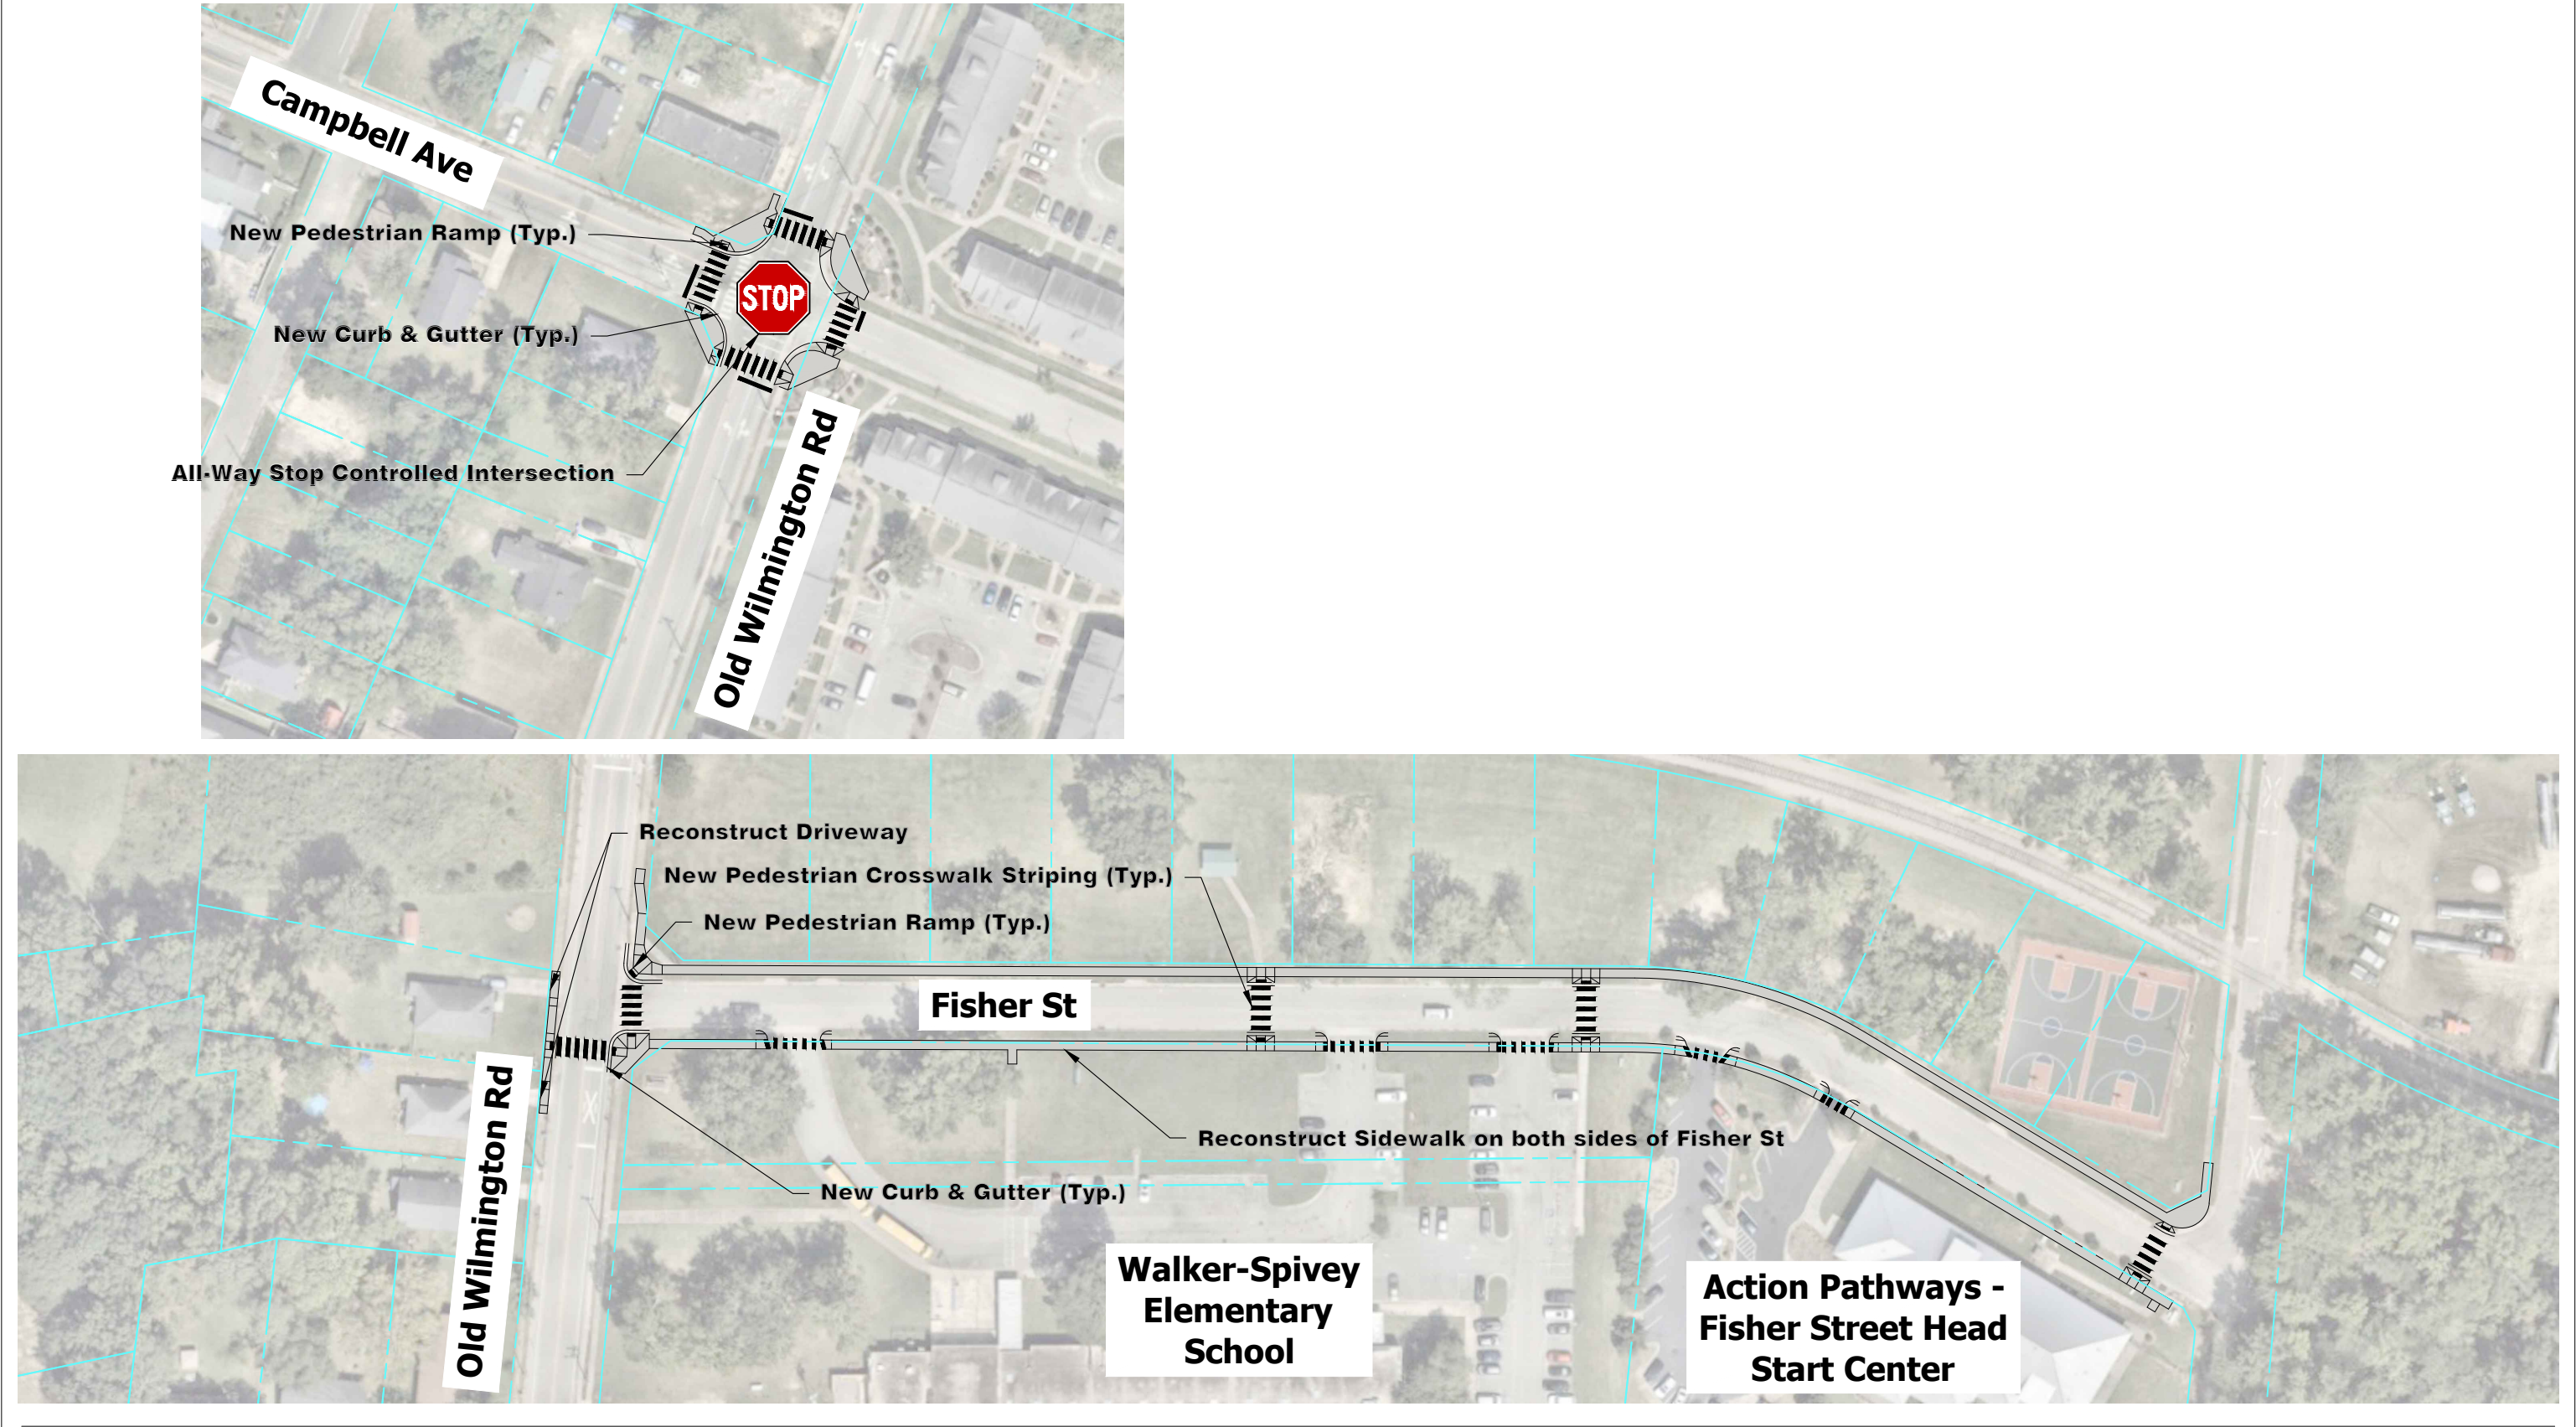 Campbell Ave
New Pedestrian Ramp (Typ.)
STOP
New Curb & Gutter (Typ.)
All-Way Stop Controlled Intersection
Old Wilmington Rd
Reconstruct Driveway
New Pedestrian Crosswalk Striping (Typ.)
New Pedestrian Ramp (Typ.)
Fisher St
Old Wilmington Rd
Reconstruct Sidewalk on both sides of Fisher St
New Curb & Gutter (Typ.)
Walker-Spivey
Elementary
School
Action Pathways -
Fisher Street Head
Start Center